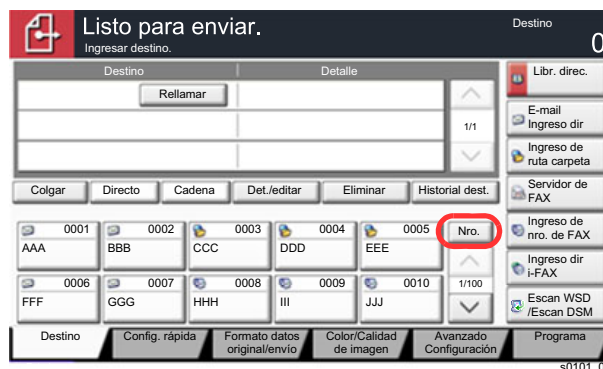 Listo para enviar.
Ingresar destino.
Destino
0
Destino Detalle
Rellamar
1/1
Colgar Directo Cadena Det./editar Eliminar Historial dest.
0001 0002 0003 0004 0005 Nro.
AAA BBB CCC DDD EEE
0006 0007 0008 0009 0010 1/100
FFF GGG HHH III JJJ
Libr. direc.
E-mail
Ingreso dir
Ingreso de
ruta carpeta
Servidor de
FAX
Ingreso de
nro. de FAX
Ingreso dir
i-FAX
Escan WSD
/Escan DSM
Destino
Config. rápida
Formato datos
original/envío
Color/Calidad
de imagen
Avanzado
Configuración
Programa